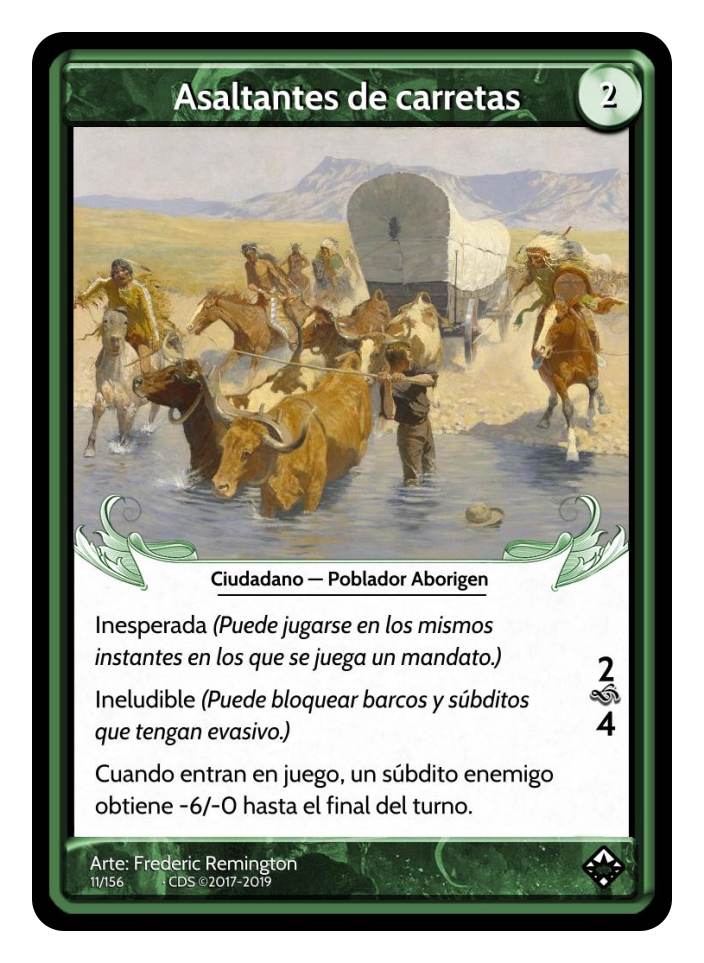 Asaltantes de carretas
2
Ciudadano — Poblador Aborigen
Inesperada (Puede jugarse en los mismos
instantes en los que se juega un mandato.)
Ineludible (Puede bloquear barcos y súbditos
que tengan evasivo.)
Cuando entran en juego, un súbdito enemigo
obtiene -6/-0 hasta el final del turno.
2
4
Arte: Frederic Remington
11/156 · CDS ©2017-2019